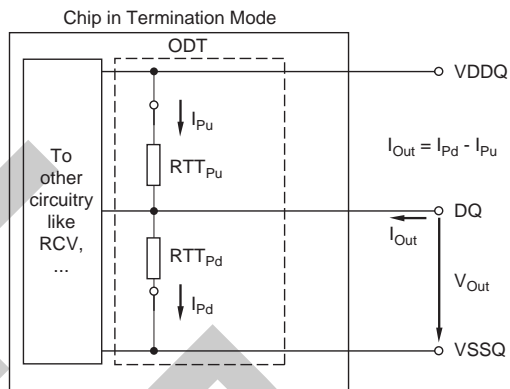 Chip in Termination Mode
ODT
VDDQ
I_Pu
I_Out = I_Pd - I_Pu
To
other
circuitry
like
RCV,
...
RTT_Pu
DQ
I_Out
RTT_Pd
V_Out
I_Pd
VSSQ